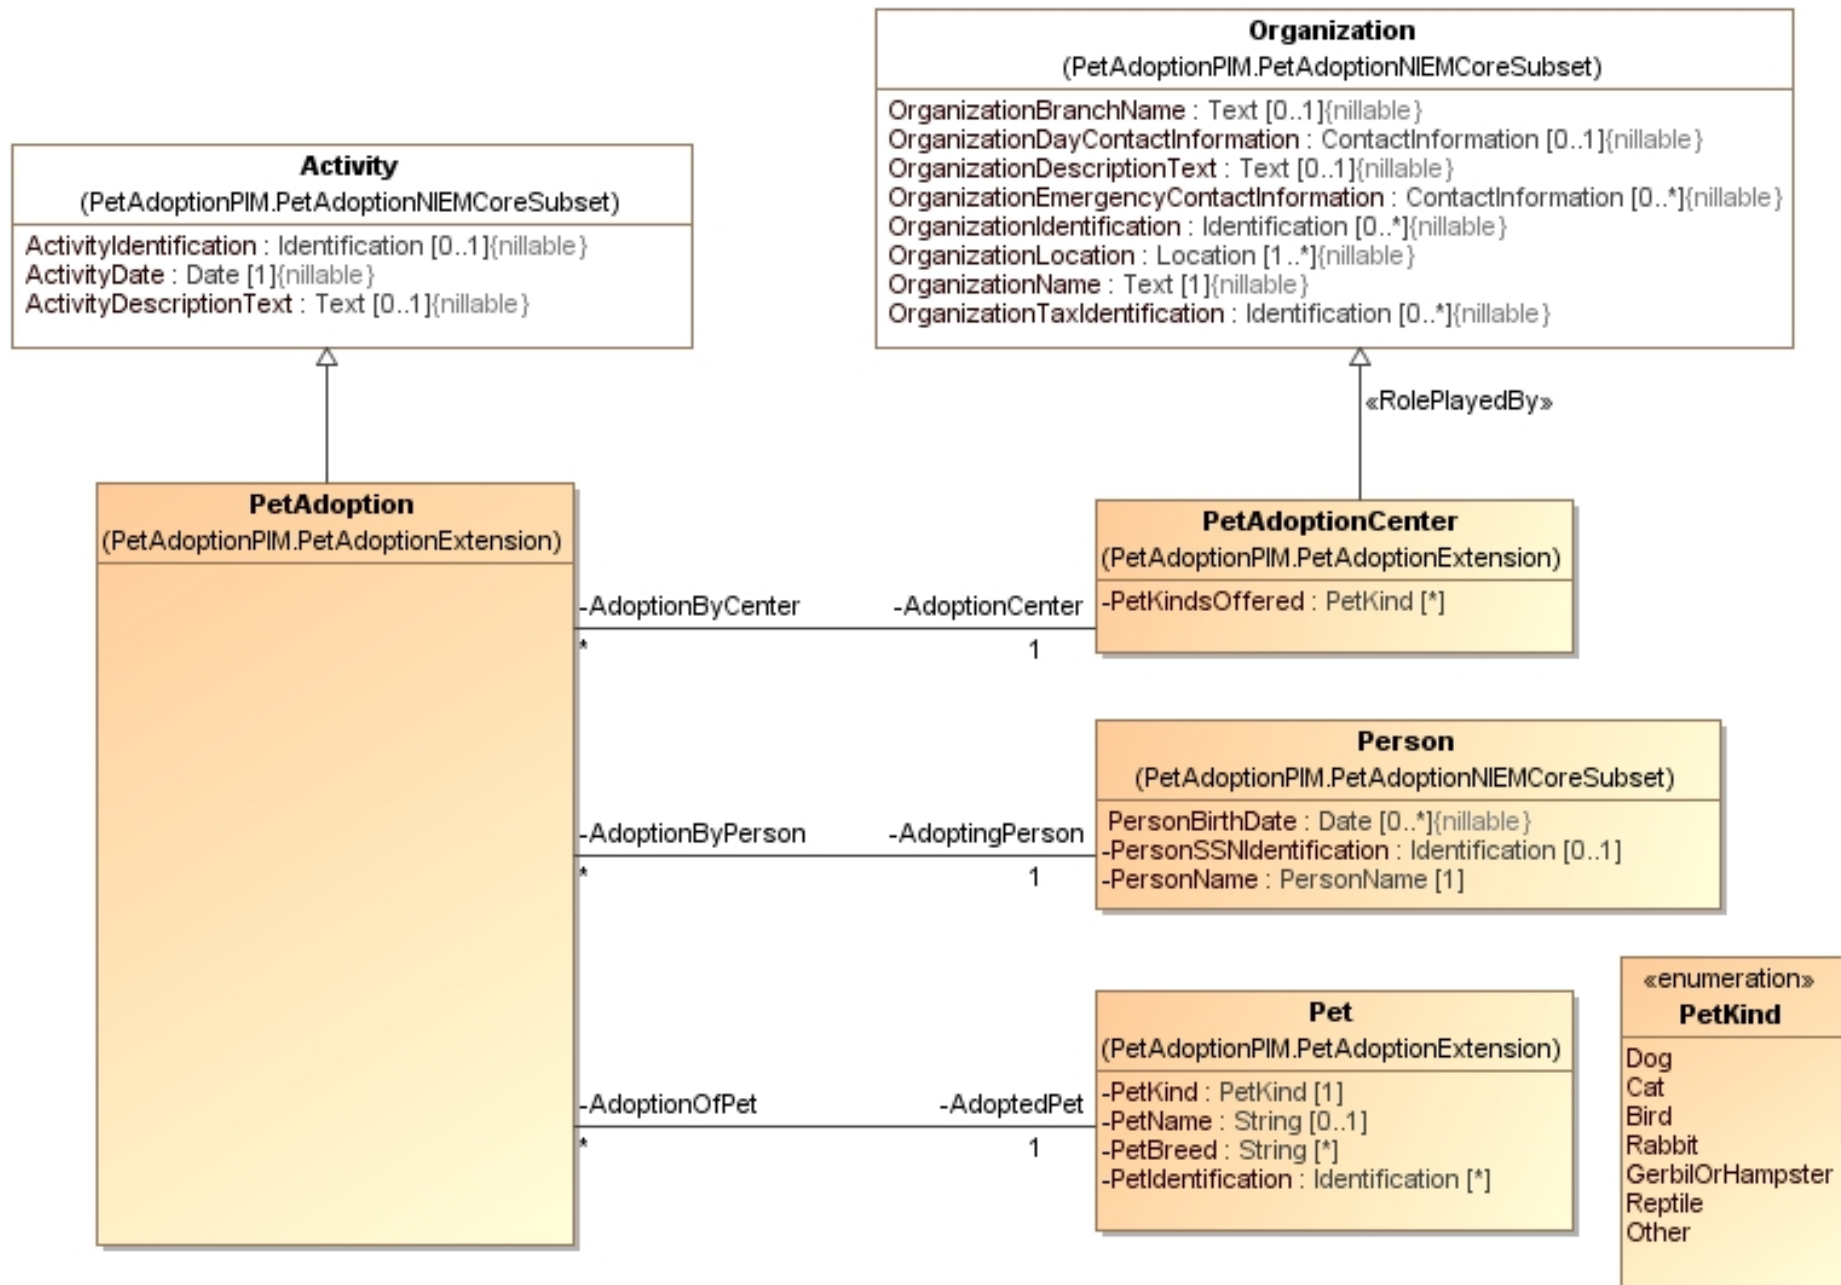 Organization
(PetAdoptionPIM.PetAdoptionNIEMCoreSubset)
OrganizationBranchName : Text [0..1]{nillable}
OrganizationDayContactInformation : ContactInformation [0..1]{nillable}
OrganizationDescriptionText : Text [0..1]{nillable}
OrganizationEmergencyContactInformation : ContactInformation [0..*]{nillable}
OrganizationIdentification : Identification [0..*]{nillable}
OrganizationLocation : Location [1..*]{nillable}
OrganizationName : Text [1]{nillable}
OrganizationTaxIdentification : Identification [0..*]{nillable}
Activity
(PetAdoptionPIM.PetAdoptionNIEMCoreSubset)
ActivityIdentification : Identification [0..1]{nillable}
ActivityDate : Date [1]{nillable}
ActivityDescriptionText : Text [0..1]{nillable}
«RolePlayedBy»
PetAdoption
(PetAdoptionPIM.PetAdoptionExtension)
PetAdoptionCenter
(PetAdoptionPIM.PetAdoptionExtension)
-PetKindsOffered : PetKind [*]
-AdoptionByCenter
-AdoptionCenter
*
1
Person
(PetAdoptionPIM.PetAdoptionNIEMCoreSubset)
PersonBirthDate : Date [0..*]{nillable}
-PersonSSNIdentification : Identification [0..1]
-PersonName : PersonName [1]
-AdoptionByPerson
-AdoptingPerson
*
1
Pet
(PetAdoptionPIM.PetAdoptionExtension)
-PetKind : PetKind [1]
-PetName : String [0..1]
-PetBreed : String [*]
-PetIdentification : Identification [*]
-AdoptionOfPet
-AdoptedPet
*
1
«enumeration»
PetKind
Dog
Cat
Bird
Rabbit
GerbilOrHampster
Reptile
Other